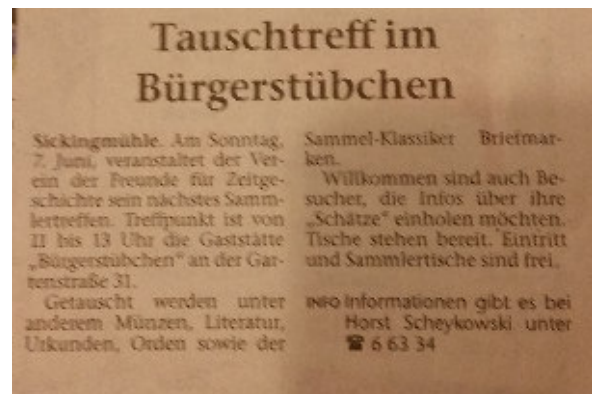 Tauschtreff im
Bürgerstübchen
Sickingmühle. Am Sonntag,
7. Juni, veranstaltet der Ver-
ein der Freunde für Zeitge-
schichte sein nächstes Samm-
lertreffen. Treffpunkt ist von
11 bis 13 Uhr die Gaststätte
„Bürgerstübchen“ an der Gar-
tenstraße 31.
Getauscht werden unter
anderem Münzen, Literatur,
Urkunden, Orden sowie der
Sammel-Klassiker Briefmar-
ken.
Willkommen sind auch Be-
sucher, die Infos über ihre
„Schätze“ einholen möchten.
Tische stehen bereit. Eintritt
und Sammlertische sind frei.
INFO Informationen gibt es bei
Horst Scheykowski unter
☎ 6 63 34